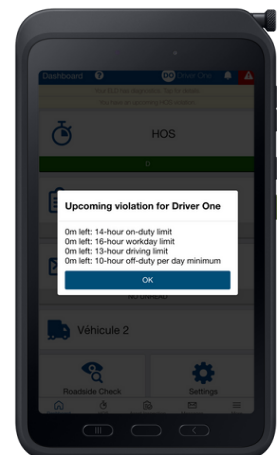 Dashboard
Driver One
HOS
D
Upcoming violation for Driver One
0m left: 14-hour on-duty limit
0m left: 16-hour workday limit
0m left: 13-hour driving limit
0m left: 10-hour off-duty per day minimum
OK
Véhicule 2
Roadside Check
Settings